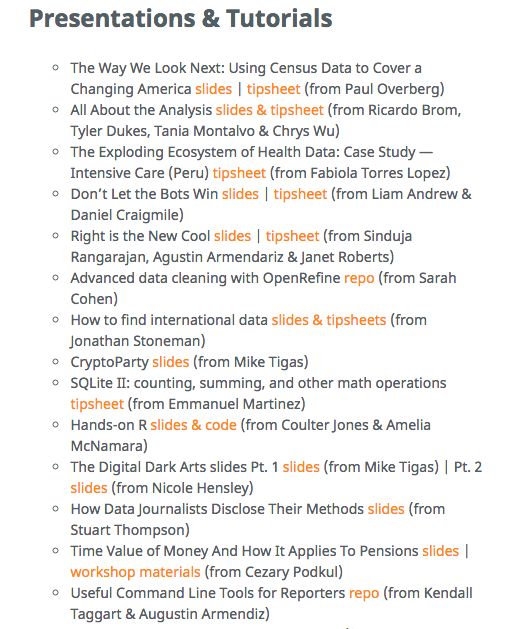 Presentations & Tutorials
The Way We Look Next: Using Census Data to Cover a
Changing America slides | tipsheet (from Paul Overberg)
All About the Analysis slides & tipsheet (from Ricardo Brom,
Tyler Dukes, Tania Montalvo & Chrys Wu)
The Exploding Ecosystem of Health Data: Case Study —
Intensive Care (Peru) tipsheet (from Fabiola Torres Lopez)
Don’t Let the Bots Win slides | tipsheet (from Liam Andrew &
Daniel Craigmile)
Right is the New Cool slides | tipsheet (from Sinduja
Rangarajan, Agustin Armendariz & Janet Roberts)
Advanced data cleaning with OpenRefine repo (from Sarah
Cohen)
How to find international data slides & tipsheets (from
Jonathan Stoneman)
CryptoParty slides (from Mike Tigas)
SQLite II: counting, summing, and other math operations
tipsheet (from Emmanuel Martinez)
Hands-on R slides & code (from Coulter Jones & Amelia
McNamara)
The Digital Dark Arts slides Pt. 1 slides (from Mike Tigas) | Pt. 2
slides (from Nicole Hensley)
How Data Journalists Disclose Their Methods slides (from
Stuart Thompson)
Time Value of Money And How It Applies To Pensions slides |
workshop materials (from Cezary Podkul)
Useful Command Line Tools for Reporters repo (from Kendall
Taggart & Augustin Armendiz)